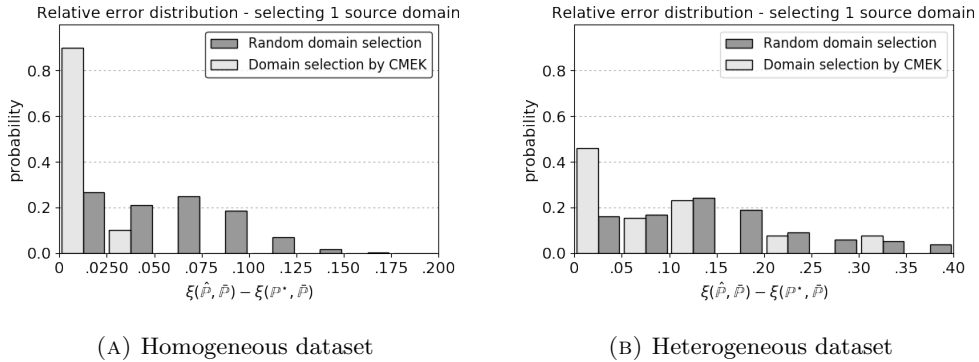 Relative error distribution - selecting 1 source domain
Random domain selection
Domain selection by CMEK
probability
0.8
0.6
0.4
0.2
0.0
0 .025 .050 .075 .100 .125 .150 .175 .200
ξ(ℙ̂, ℙ̄) − ξ(ℙ⋆, ℙ̄)
(A) Homogeneous dataset
Relative error distribution - selecting 1 source domain
Random domain selection
Domain selection by CMEK
probability
0.8
0.6
0.4
0.2
0.0
0 .05 .10 .15 .20 .25 .30 .35 .40
ξ(ℙ̂, ℙ̄) − ξ(ℙ⋆, ℙ̄)
(B) Heterogeneous dataset